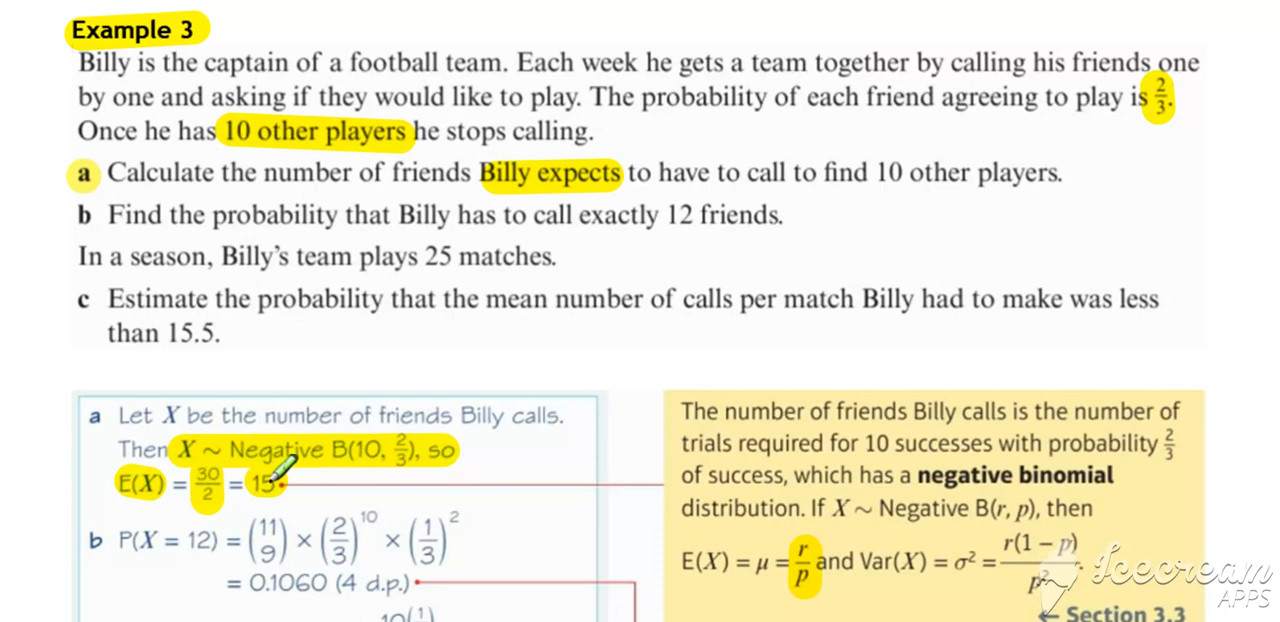 Example 3
Billy is the captain of a football team. Each week he gets a team together by calling his friends one
by one and asking if they would like to play. The probability of each friend agreeing to play is 2/3.
Once he has 10 other players he stops calling.
a Calculate the number of friends Billy expects to have to call to find 10 other players.
b Find the probability that Billy has to call exactly 12 friends.
In a season, Billy's team plays 25 matches.
c Estimate the probability that the mean number of calls per match Billy had to make was less
than 15.5.
a Let X be the number of friends Billy calls.
Then X ~ Negative B(10, 2/3), so
E(X) = 30/2 = 15
b P(X = 12) = (11 9) × (2/3)^10 × (1/3)^2
= 0.1060 (4 d.p.)
The number of friends Billy calls is the number of
trials required for 10 successes with probability 2/3
of success, which has a negative binomial
distribution. If X ~ Negative B(r, p), then
E(X) = μ = r/p and Var(X) = σ² = r(1 − p)/p².
← Section 3.3
Icecream
APPS